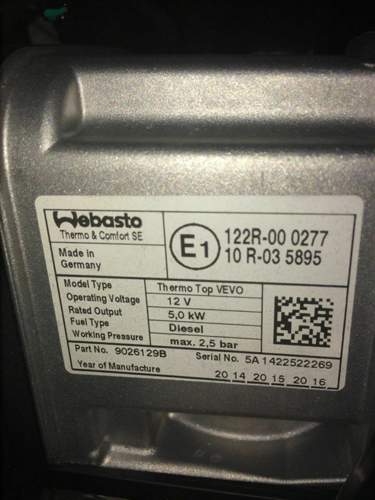 Webasto
Thermo & Comfort SE
Made in
Germany
E1
122R-00 0277
10 R-03 5895
Model Type Thermo Top VEVO
Operating Voltage 12 V
Rated Output 5,0 kW
Fuel Type Diesel
Working Pressure max. 2,5 bar
Part No. 9026129B Serial No. 5A1422522269
Year of Manufacture 20 14 20 15 20 16